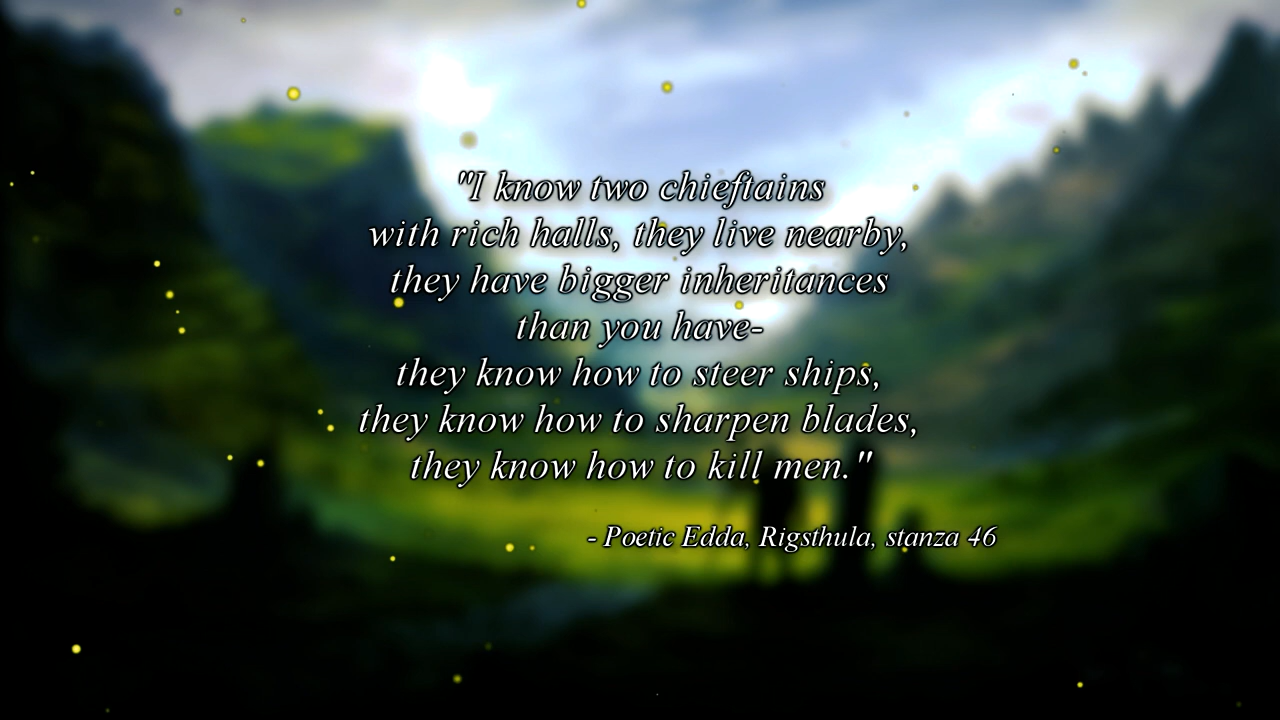 "I know two chieftains
with rich halls, they live nearby,
they have bigger inheritances
than you have-
they know how to steer ships,
they know how to sharpen blades,
they know how to kill men."
- Poetic Edda, Rigsthula, stanza 46